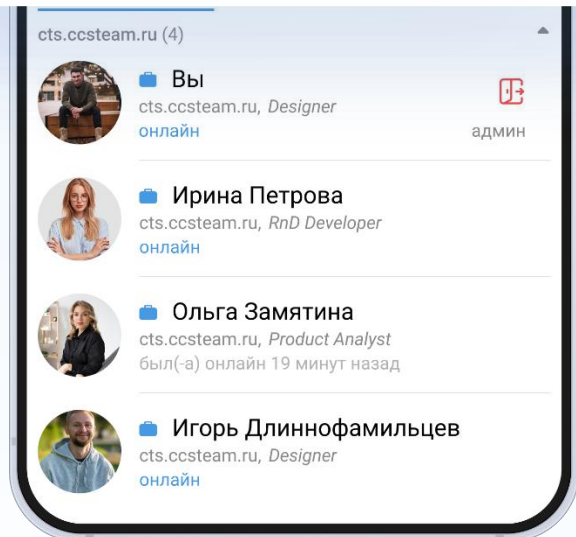 cts.ccsteam.ru (4)
Вы
cts.ccsteam.ru, Designer
онлайн
админ
Ирина Петрова
cts.ccsteam.ru, RnD Developer
онлайн
Ольга Замятина
cts.ccsteam.ru, Product Analyst
был(-а) онлайн 19 минут назад
Игорь Длиннофамильцев
cts.ccsteam.ru, Designer
онлайн